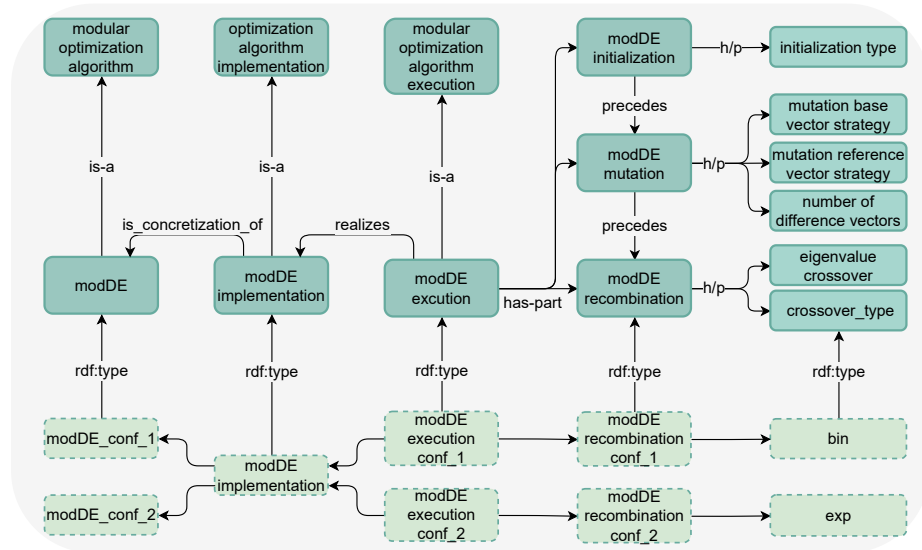 modular
optimization
algorithm
optimization
algorithm
implementation
modular
optimization
algorithm
execution
modDE
initialization
h/p
initialization type
precedes
mutation base
vector strategy
is-a
is-a
is-a
modDE
mutation
h/p
mutation reference
vector strategy
number of
difference vectors
is_concretization_of
realizes
precedes
modDE
modDE
implementation
modDE
excution
has-part
modDE
recombination
h/p
eigenvalue
crossover
crossover_type
rdf:type
rdf:type
rdf:type
rdf:type
rdf:type
modDE_conf_1
modDE
implementation
modDE
execution
conf_1
modDE
recombination
conf_1
bin
modDE_conf_2
modDE
execution
conf_2
modDE
recombination
conf_2
exp